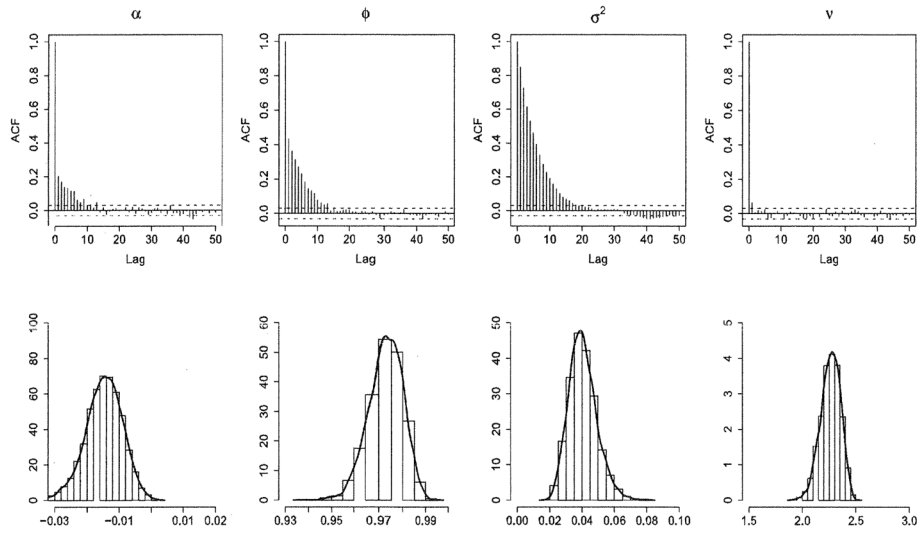 α φ σ² ν
ACF 0.0 0.2 0.4 0.6 0.8 1.0
0 10 20 30 40 50
Lag
ACF 0.0 0.2 0.4 0.6 0.8 1.0
0 10 20 30 40 50
Lag
ACF 0.0 0.2 0.4 0.6 0.8 1.0
0 10 20 30 40 50
Lag
ACF 0.0 0.2 0.4 0.6 0.8 1.0
0 10 20 30 40 50
Lag
0 20 40 60 80 100
−0.03 −0.01 0.01 0.02
0 10 20 30 40 50 60
0.93 0.95 0.97 0.99
0 10 20 30 40 50
0.00 0.02 0.04 0.06 0.08 0.10
0 1 2 3 4 5
1.5 2.0 2.5 3.0